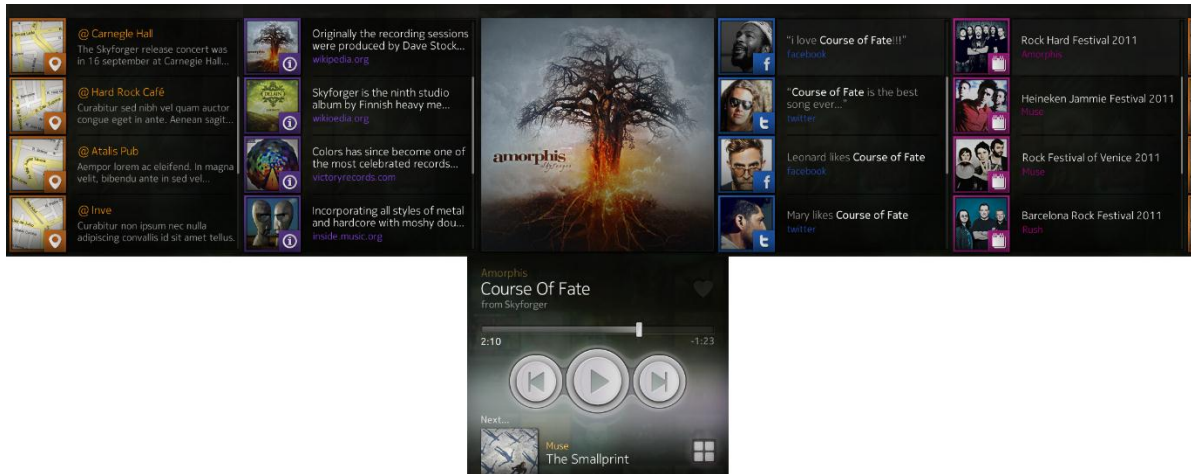 @ Carnegie Hall
The Skyforger release concert was
in 16 september at Carnegie Hall...
@ Hard Rock Café
Curabitur sed nibh vel quam auctor
congue eget in ante. Aenean sagit...
@ Atalis Pub
Aempor lorem ac eleifend. In magna
velit, bibendu ante in sed vel...
@ Inve
Curabitur non ipsum nec nulla
adipiscing convallis id sit amet tellus.
amorphis
Originally the recording sessions
were produced by Dave Stock...
wikipedia.org
Skyforger is the ninth studio
album by Finnish heavy me...
wikioedia.org
Colors has since become one of
the most celebrated records...
victoryrecords.com
Incorporating all styles of metal
and hardcore with moshy dou...
inside.music.org
amorphis
"i love Course of Fate!!!"
facebook
"Course of Fate is the best
song ever..."
twitter
Leonard likes Course of Fate
facebook
Mary likes Course of Fate
twitter
Rock Hard Festival 2011
Amorphis
Heineken Jammie Festival 2011
Muse
Rock Festival of Venice 2011
Muse
Barcelona Rock Festival 2011
Rush
Amorphis
Course Of Fate
from Skyforger
2:10
-1:23
Next...
Muse
The Smallprint